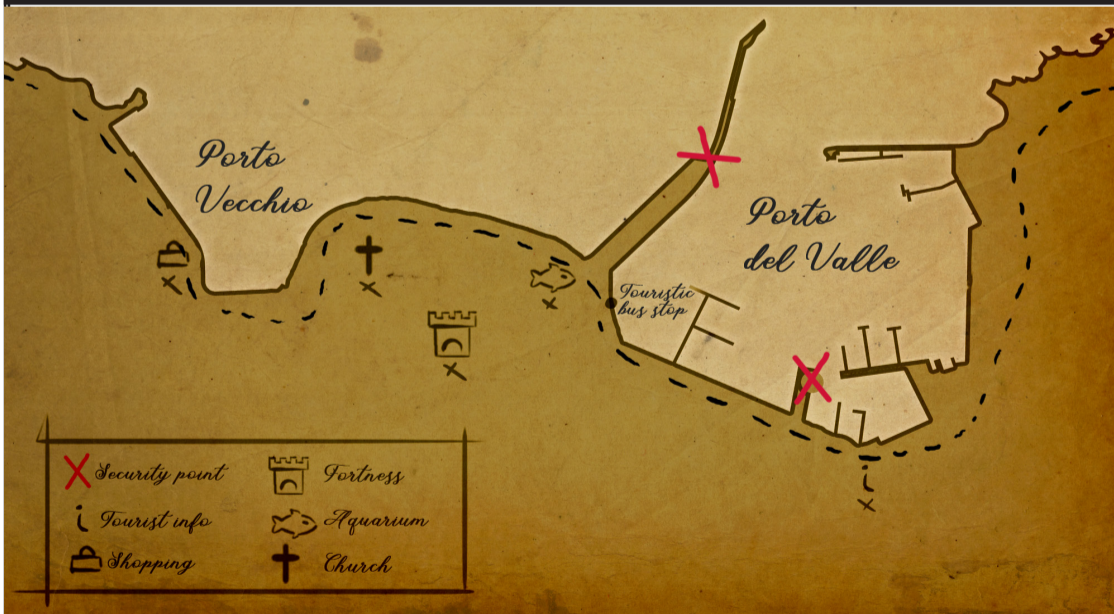 Porto
Vecchio
Porto
del Valle
Touristic
bus stop
Security point
Fortness
Tourist info
Aquarium
Shopping
Church